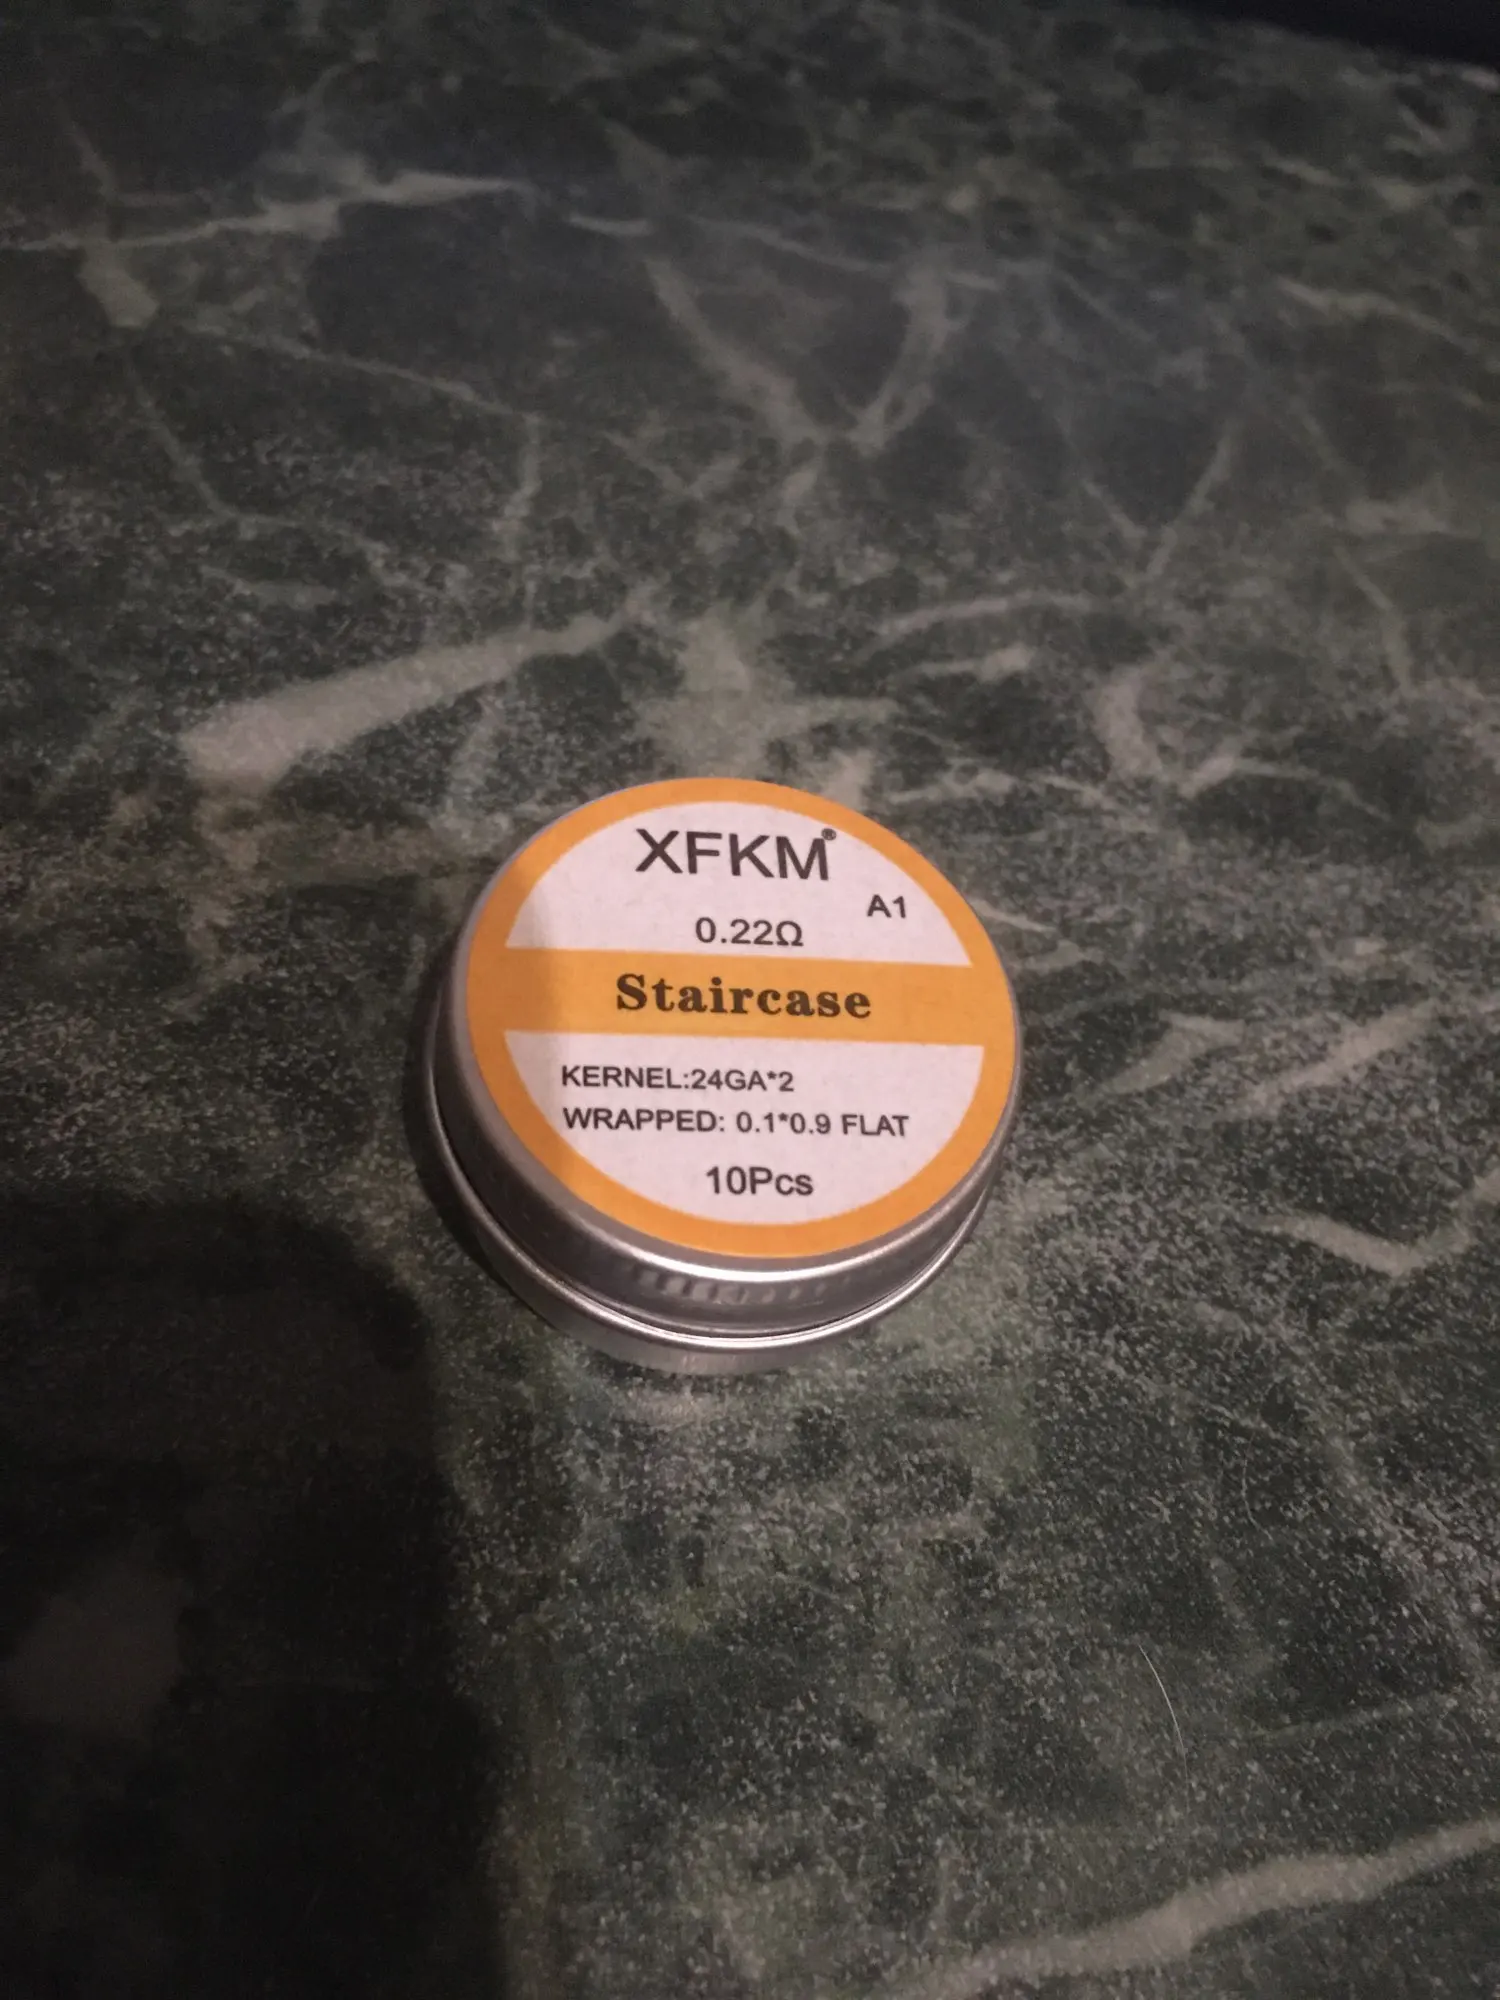 XFKM®
A1
0.22Ω
Staircase
KERNEL:24GA*2
WRAPPED: 0.1*0.9 FLAT
10Pcs